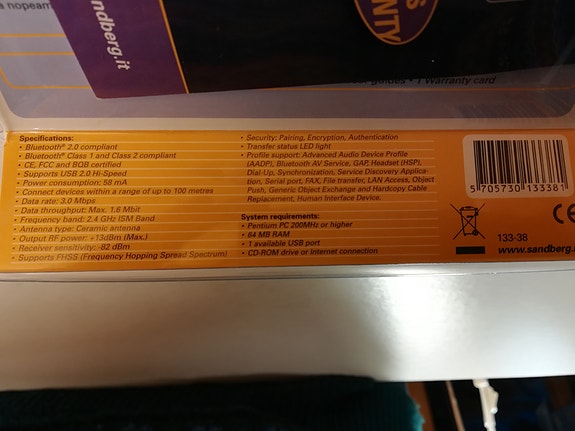 andberg.it
NTY
• 1 Warranty card
Specifications:
• Bluetooth® 2.0 compliant
• Bluetooth® Class 1 and Class 2 compliant
• CE, FCC and BQB certified
• Supports USB 2.0 Hi-Speed
• Power consumption: 58 mA
• Connect devices within a range of up to 100 metres
• Data rate: 3.0 Mbps
• Data throughput: Max. 1.6 Mbit
• Frequency band: 2.4 GHz ISM Band
• Antenna type: Ceramic antenna
• Output RF power: +13dBm (Max.)
• Receiver sensitivity: -82 dBm
• Supports FHSS (Frequency Hopping Spread Spectrum)
• Security: Pairing, Encryption, Authentication
• Transfer status LED light
• Profile support: Advanced Audio Device Profile
(AADP), Bluetooth AV Service, GAP, Headset (HSP),
Dial-Up, Synchronization, Service Discovery Applica-
tion, Serial port, FAX, File transfer, LAN Access, Object
Push, Generic Object Exchange and Hardcopy Cable
Replacement, Human Interface Device.
System requirements:
• Pentium PC 200MHz or higher
• 64 MB RAM
• 1 available USB port
• CD-ROM drive or Internet connection
5 705730 133381
CE
133-38
www.sandberg.